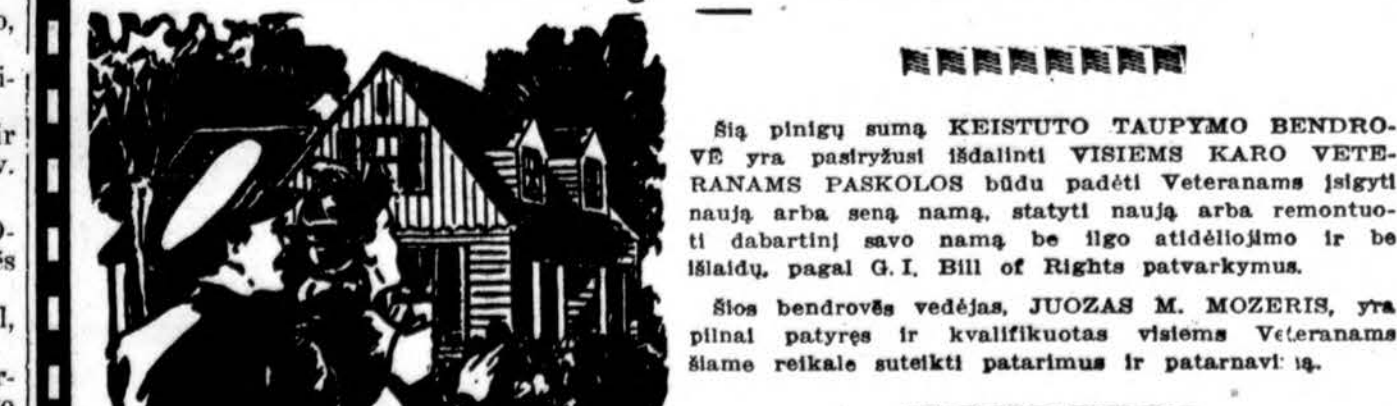 Šią pinigų sumą KEISTUTO TAUPYMO BENDRO-
VĖ yra pasiryžusi išdalinti VISIEMS KARO VETE-
RANAMS PASKOLOS būdu padėti Veteranams įsigyti
naują arba seną namą, statyti naują arba remontuo-
ti dabartinį savo namą be ilgo atidėliojimo ir be
išlaidų, pagal G. I. Bill of Rights patvarkymus.
Šios bendrovės vedėjas, JUOZAS M. MOZERIS, yra
pilnai patyręs ir kvalifikuotas visiems Veteranams
šiame reikale suteikti patarimus ir